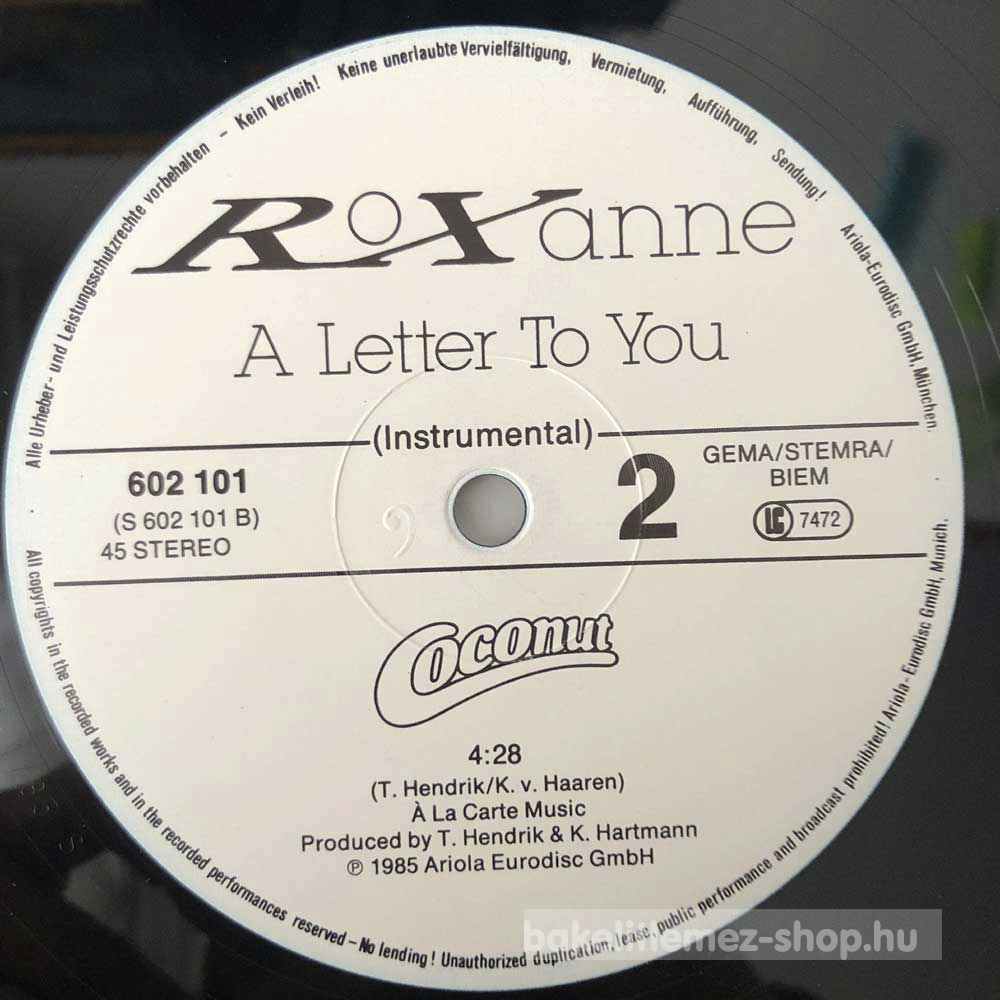 Alle Urheber- und Leistungsschutzrechte vorbehalten - Kein Verleih! Keine unerlaubte Vervielfältigung, Vermietung, Aufführung, Sendung! Ariola-Eurodisc GmbH, München.
RoXanne
A Letter To You
(Instrumental)
602 101
(S 602 101 B)
45 STEREO
2
GEMA/STEMRA/
BIEM
LC 7472
Coconut
4:28
(T. Hendrik/K. v. Haaren)
À La Carte Music
Produced by T. Hendrik & K. Hartmann
℗ 1985 Ariola Eurodisc GmbH
All copyrights in the recorded works and in the recorded performances reserved - No lending! Unauthorized duplication, lease, public performance and broadcast prohibited! Ariola-Eurodisc GmbH, Munich.
bakelitlemez-shop.hu